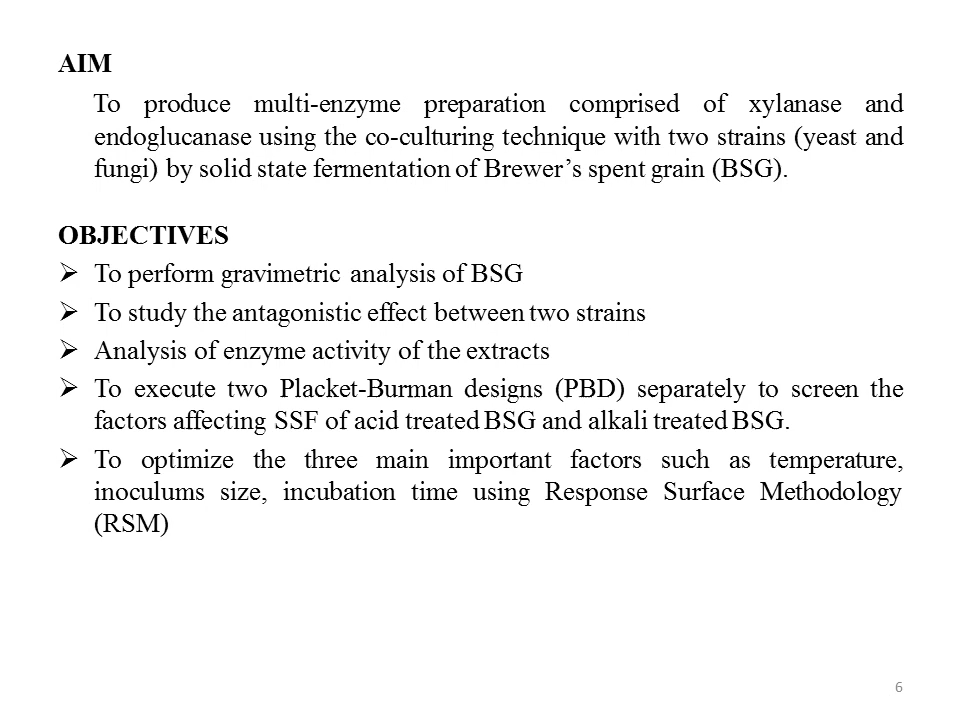 AIM
To produce multi-enzyme preparation comprised of xylanase and
endoglucanase using the co-culturing technique with two strains (yeast and
fungi) by solid state fermentation of Brewer’s spent grain (BSG).
OBJECTIVES
➢ To perform gravimetric analysis of BSG
➢ To study the antagonistic effect between two strains
➢ Analysis of enzyme activity of the extracts
➢ To execute two Placket-Burman designs (PBD) separately to screen the
factors affecting SSF of acid treated BSG and alkali treated BSG.
➢ To optimize the three main important factors such as temperature,
inoculums size, incubation time using Response Surface Methodology
(RSM)
6